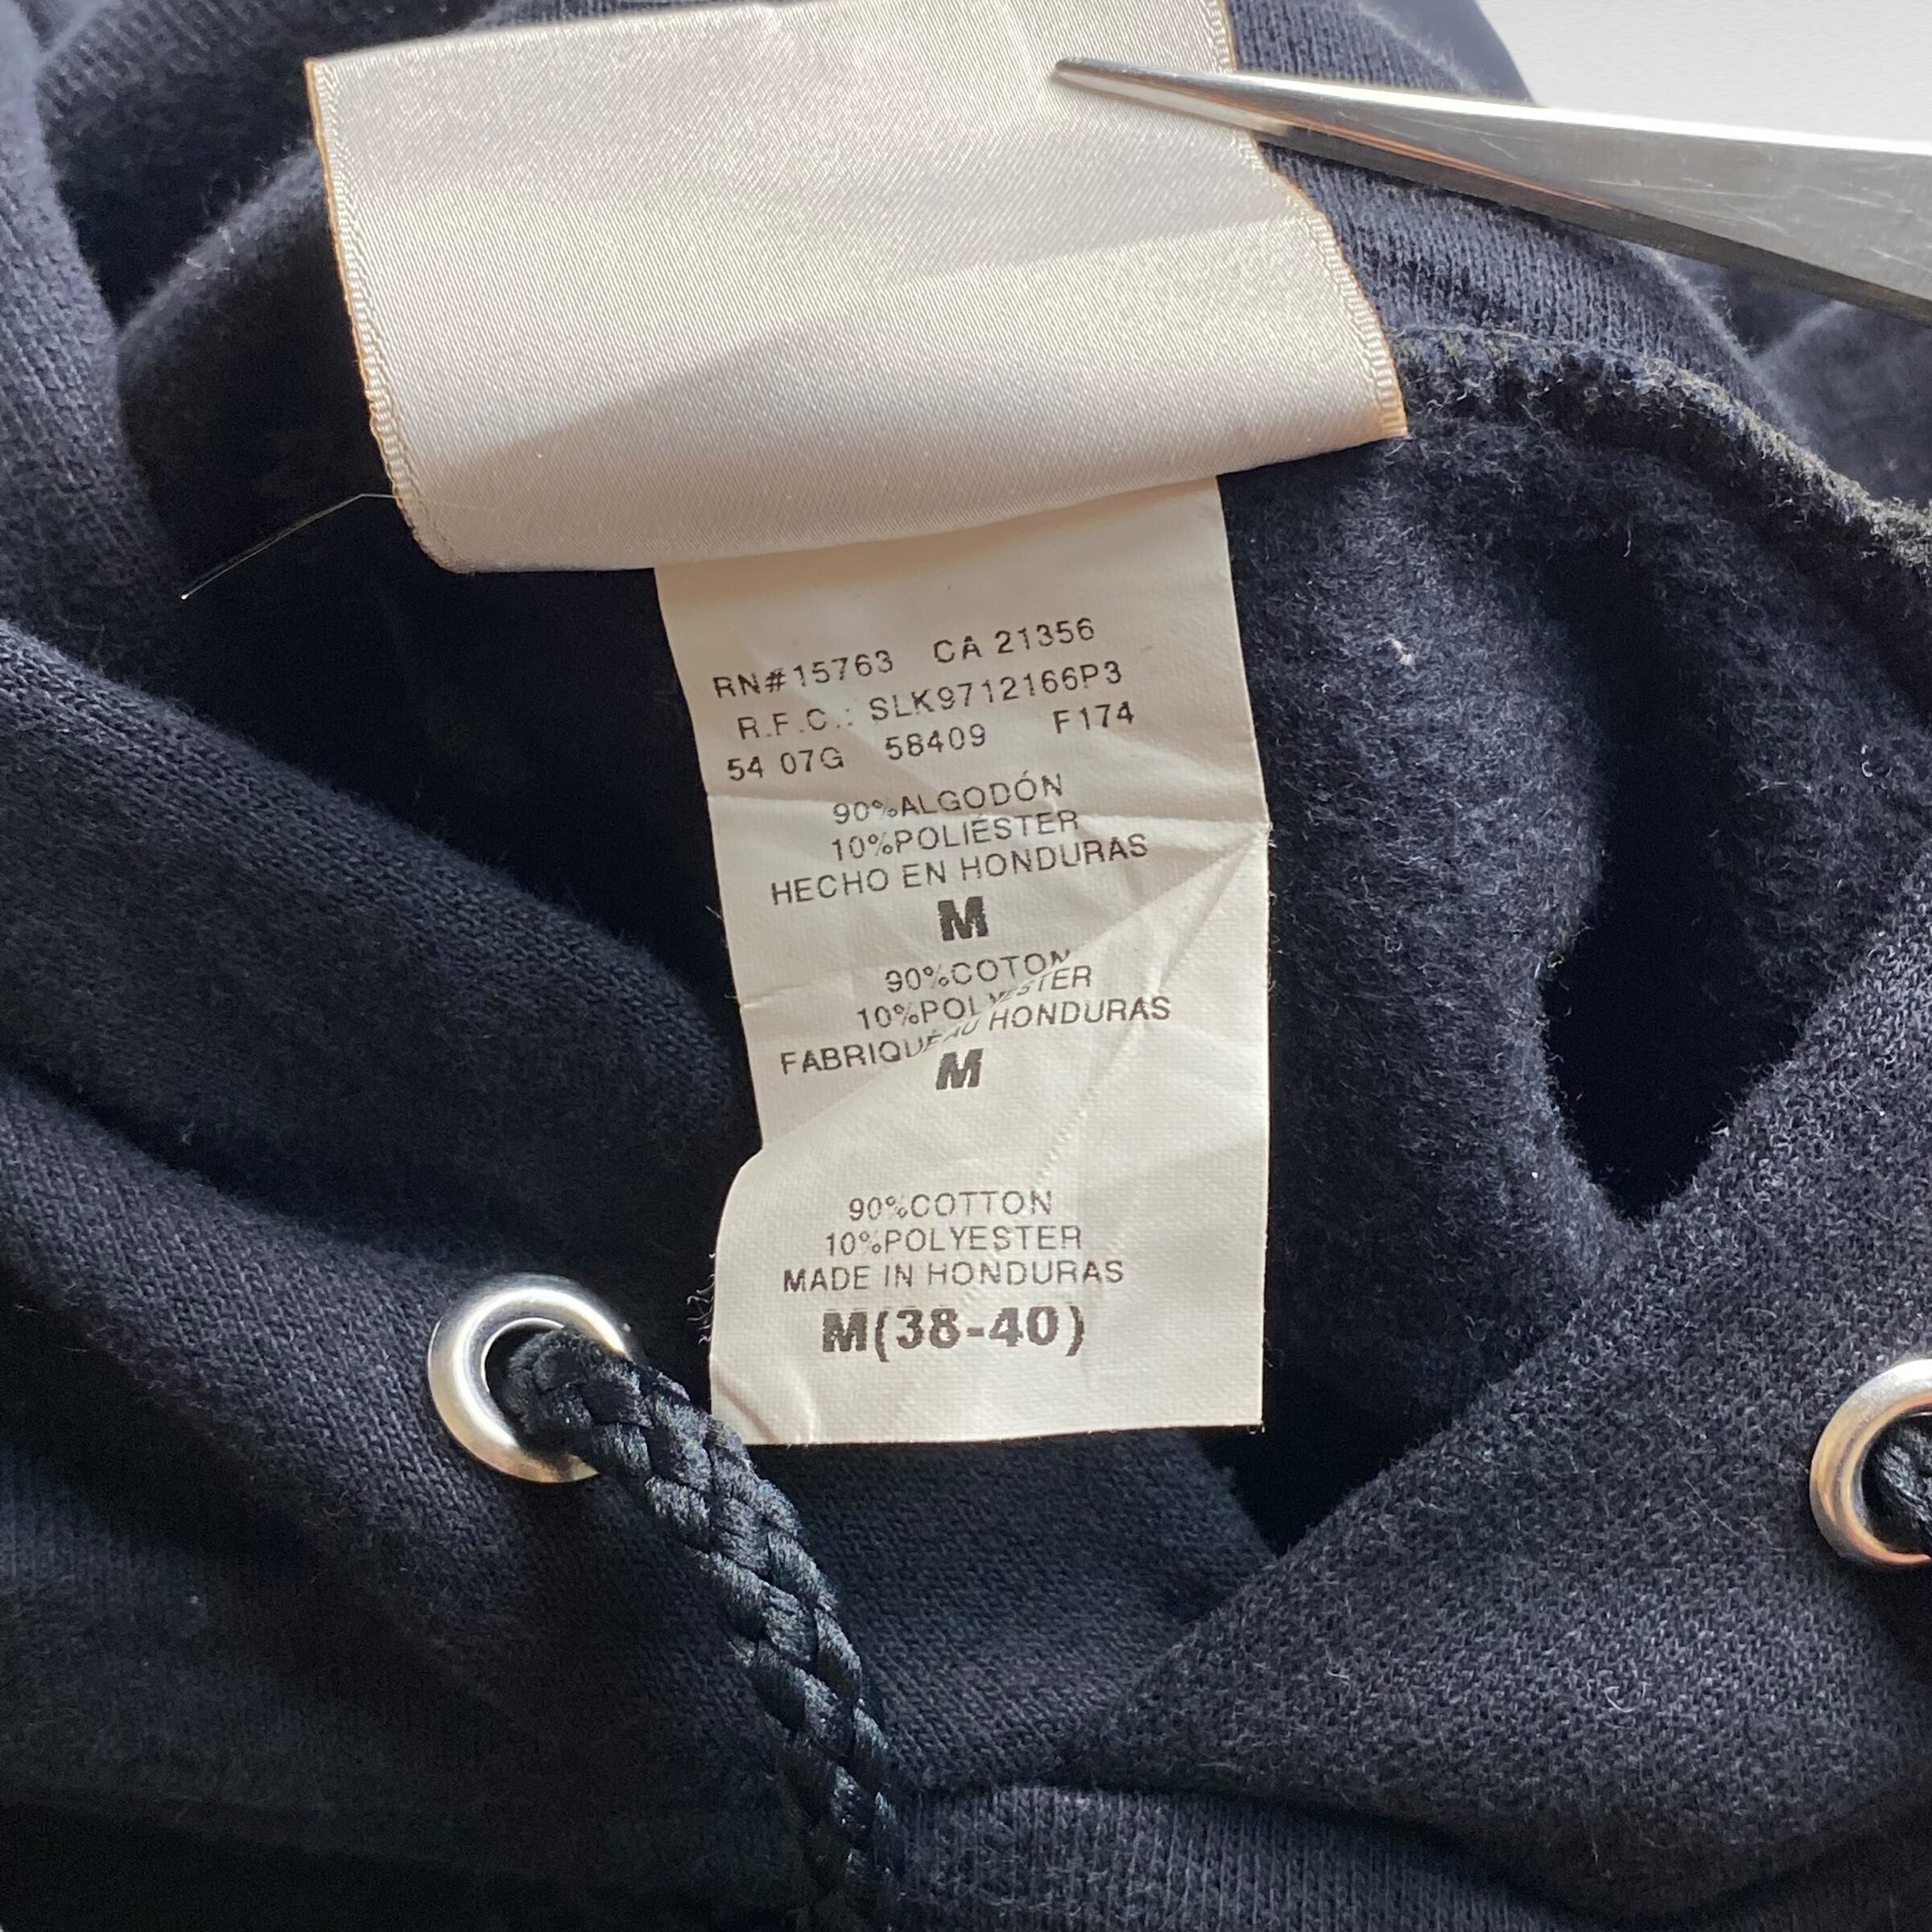 RN#15763 CA 21356
R.F.C.: SLK9712166P3
54 07G 58409 F174
90%ALGODÓN
10%POLIÉSTER
HECHO EN HONDURAS
M
90%COTON
10%POLYESTER
FABRIQUÉ AU HONDURAS
M
90%COTTON
10%POLYESTER
MADE IN HONDURAS
M(38-40)